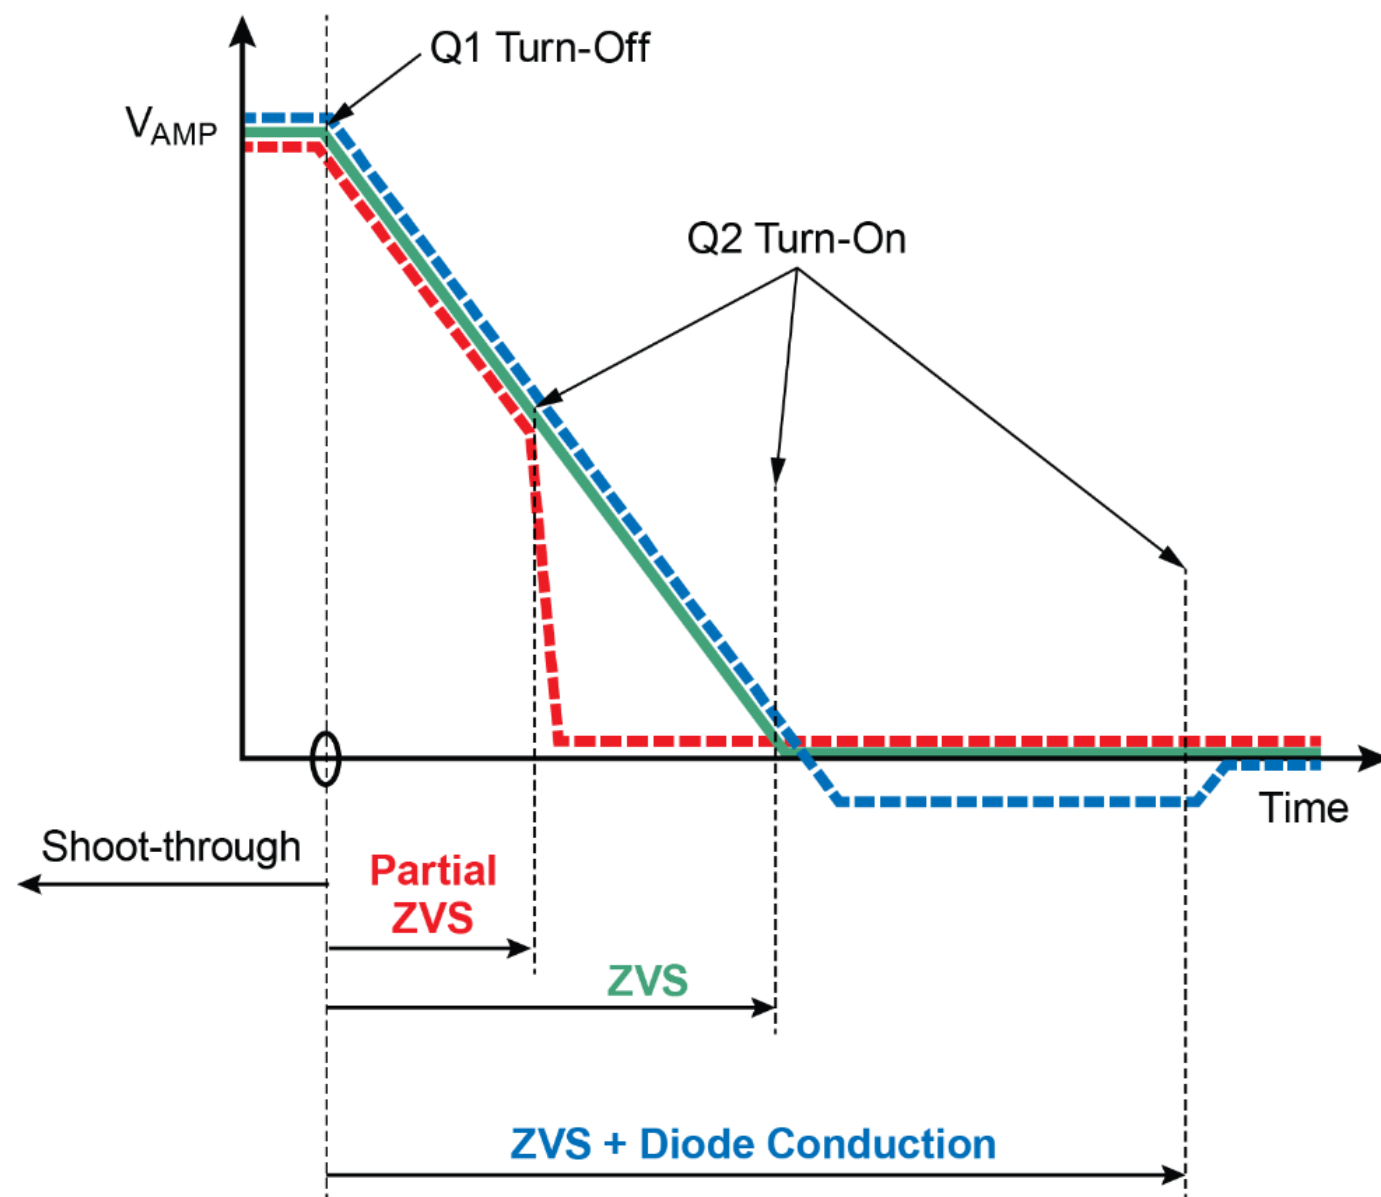 Q1 Turn-Off
VAMP
Q2 Turn-On
Time
Shoot-through
Partial
ZVS
ZVS
ZVS + Diode Conduction